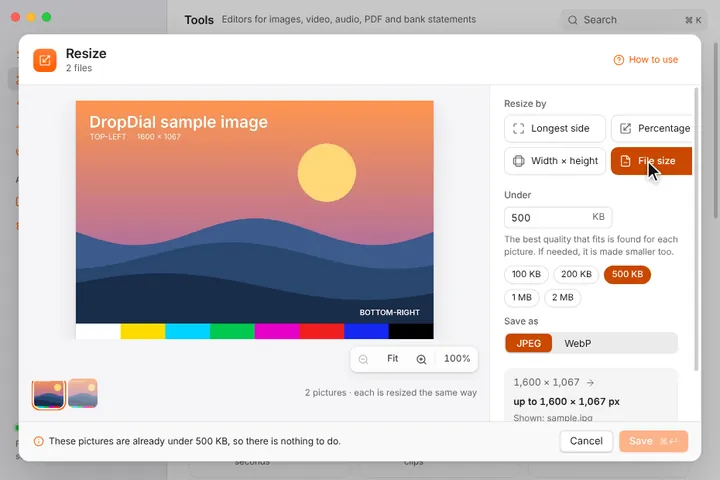 Tools Editors for images, video, audio, PDF and bank statements
Search ⌘ K
Resize
2 files
How to use
DropDial sample image
TOP-LEFT 1600 × 1067
BOTTOM-RIGHT
Fit 100%
2 pictures · each is resized the same way
Resize by
Longest side Percentage
Width × height File size
Under
500 KB
The best quality that fits is found for each
picture. If needed, it is made smaller too.
100 KB 200 KB 500 KB
1 MB 2 MB
Save as
JPEG WebP
1,600 × 1,067 →
up to 1,600 × 1,067 px
Shown: sample.jpg
These pictures are already under 500 KB, so there is nothing to do.
Cancel Save ⌘↵
seconds clips